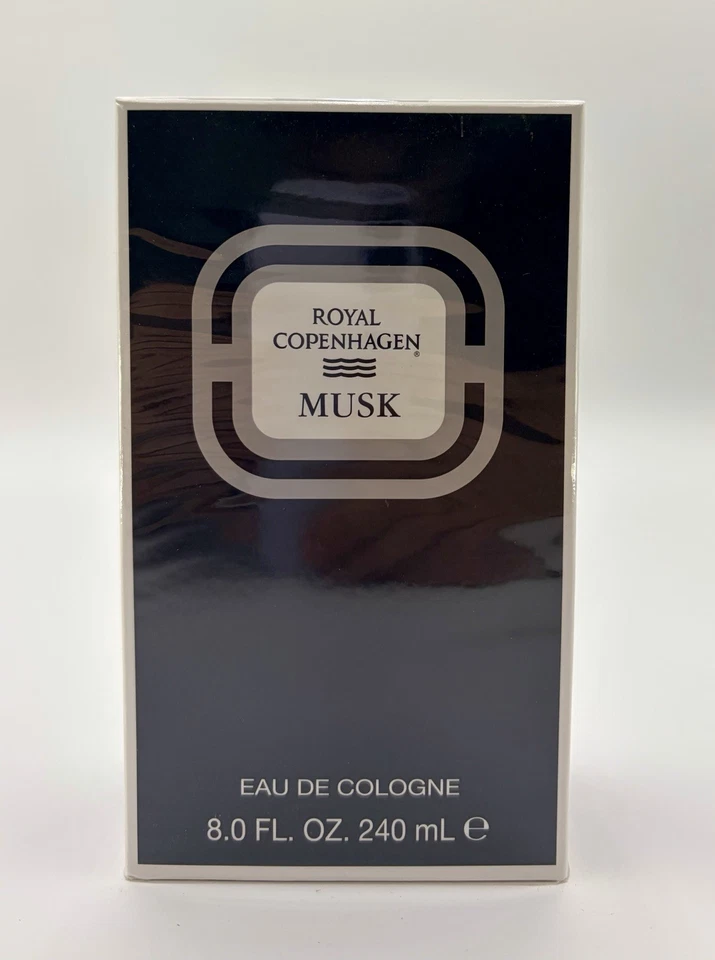 ROYAL
COPENHAGEN®
MUSK
EAU DE COLOGNE
8.0 FL. OZ. 240 mL ℮